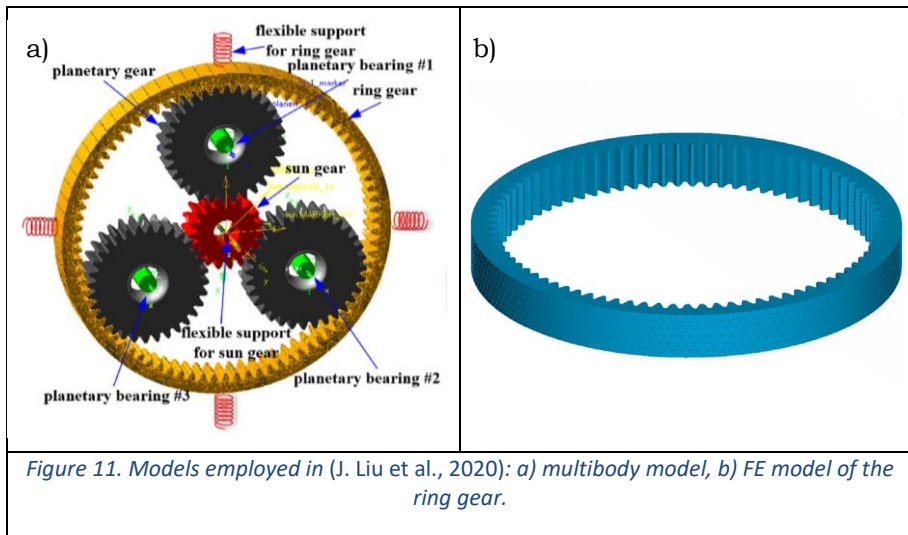 a)
flexible support
for ring gear
planetary bearing #1
planetary gear
ring gear
sun gear
flexible support
for sun gear
planetary bearing #2
planetary bearing #3
b)
Figure 11. Models employed in (J. Liu et al., 2020): a) multibody model, b) FE model of the
ring gear.